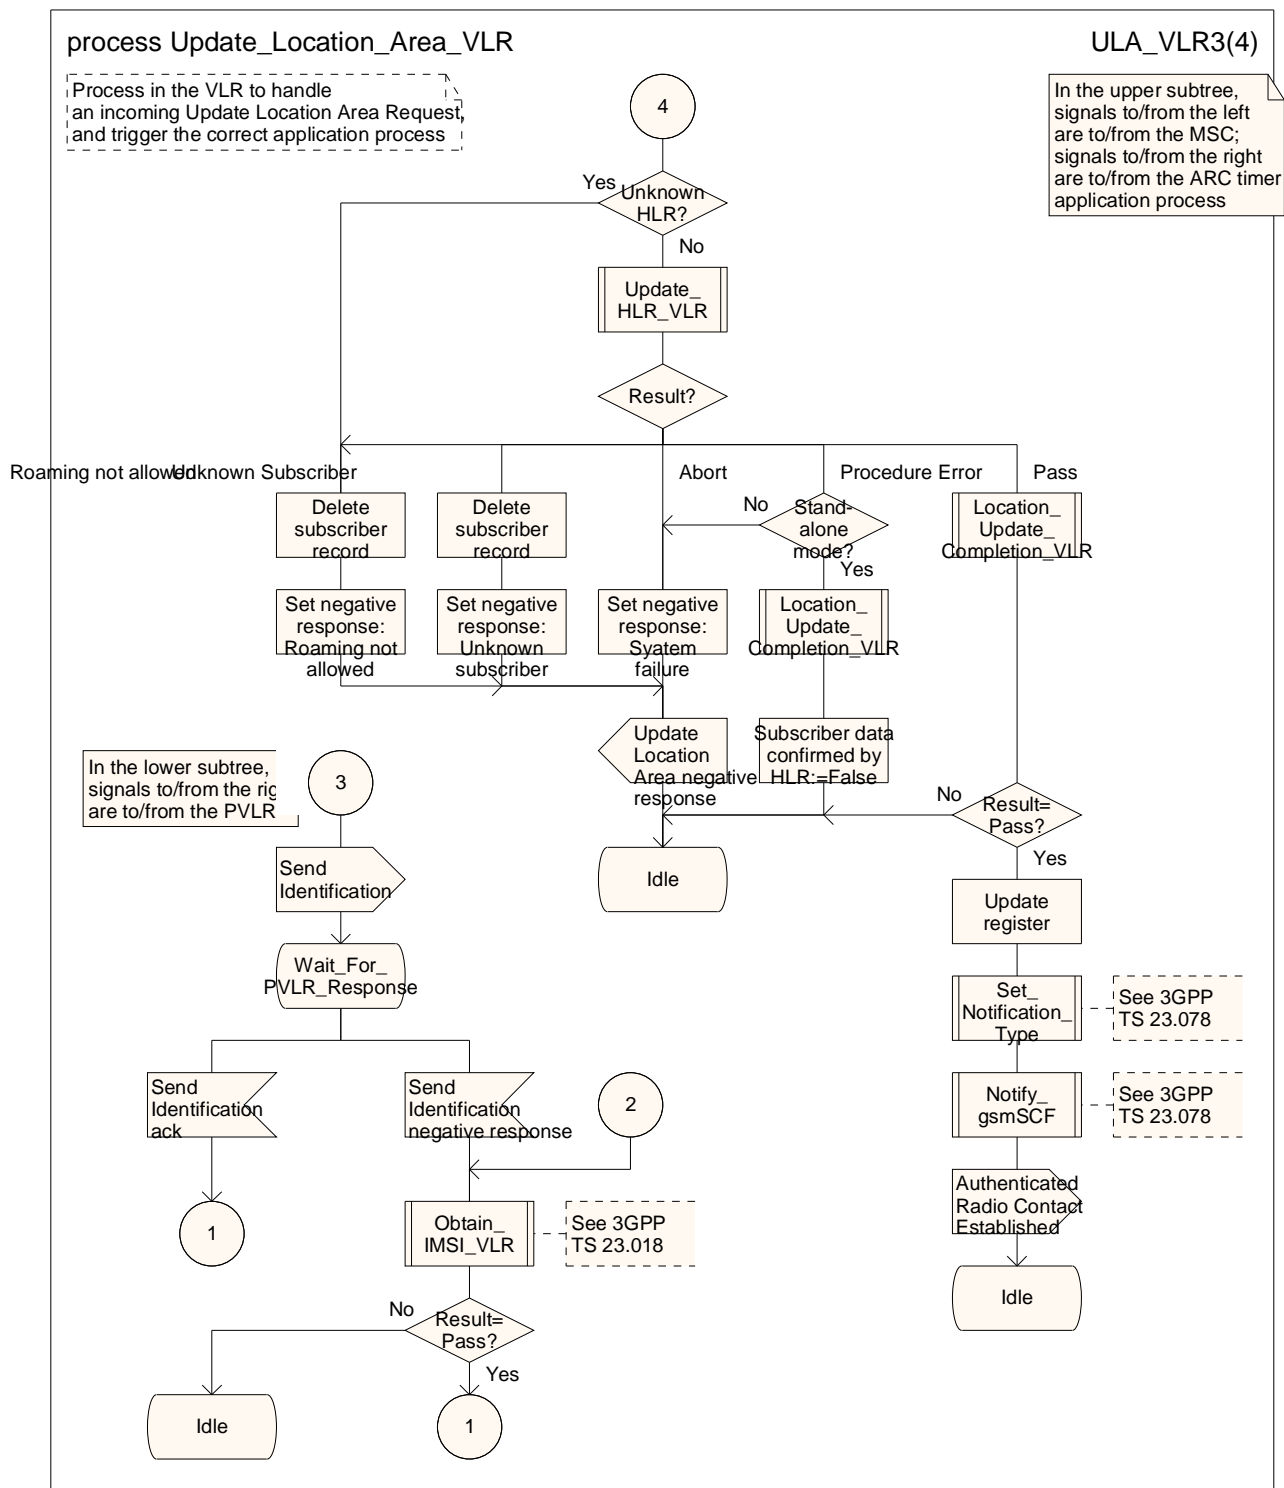 process Update_Location_Area_VLR
ULA_VLR3(4)
Process in the VLR to handle
an incoming Update Location Area Request,
and trigger the correct application process
4
In the upper subtree,
signals to/from the left
are to/from the MSC;
signals to/from the right
are to/from the ARC timer
application process
Yes
Unknown
HLR?
No
Update_
HLR_VLR
Result?
Roaming not allowed
Unknown Subscriber
Abort
Procedure Error
Pass
Delete
subscriber
record
Delete
subscriber
record
No
Stand-
alone
mode?
Yes
Location_
Update_
Completion_VLR
Set negative
response:
Roaming not
allowed
Set negative
response:
Unknown
subscriber
Set negative
response:
System
failure
Location_
Update_
Completion_VLR
Update
Location
Area negative
response
Subscriber data
confirmed by
HLR:=False
In the lower subtree,
signals to/from the rig
are to/from the PVLR
3
No
Result=
Pass?
Yes
Send
Identification
Idle
Update
register
Wait_For_
PVLR_Response
Set_
Notification_
Type
See 3GPP
TS 23.078
Send
Identification
ack
Send
Identification
negative response
2
Notify_
gsmSCF
See 3GPP
TS 23.078
1
Obtain_
IMSI_VLR
See 3GPP
TS 23.018
Authenticated
Radio Contact
Established
Idle
No
Result=
Pass?
Yes
Idle
1